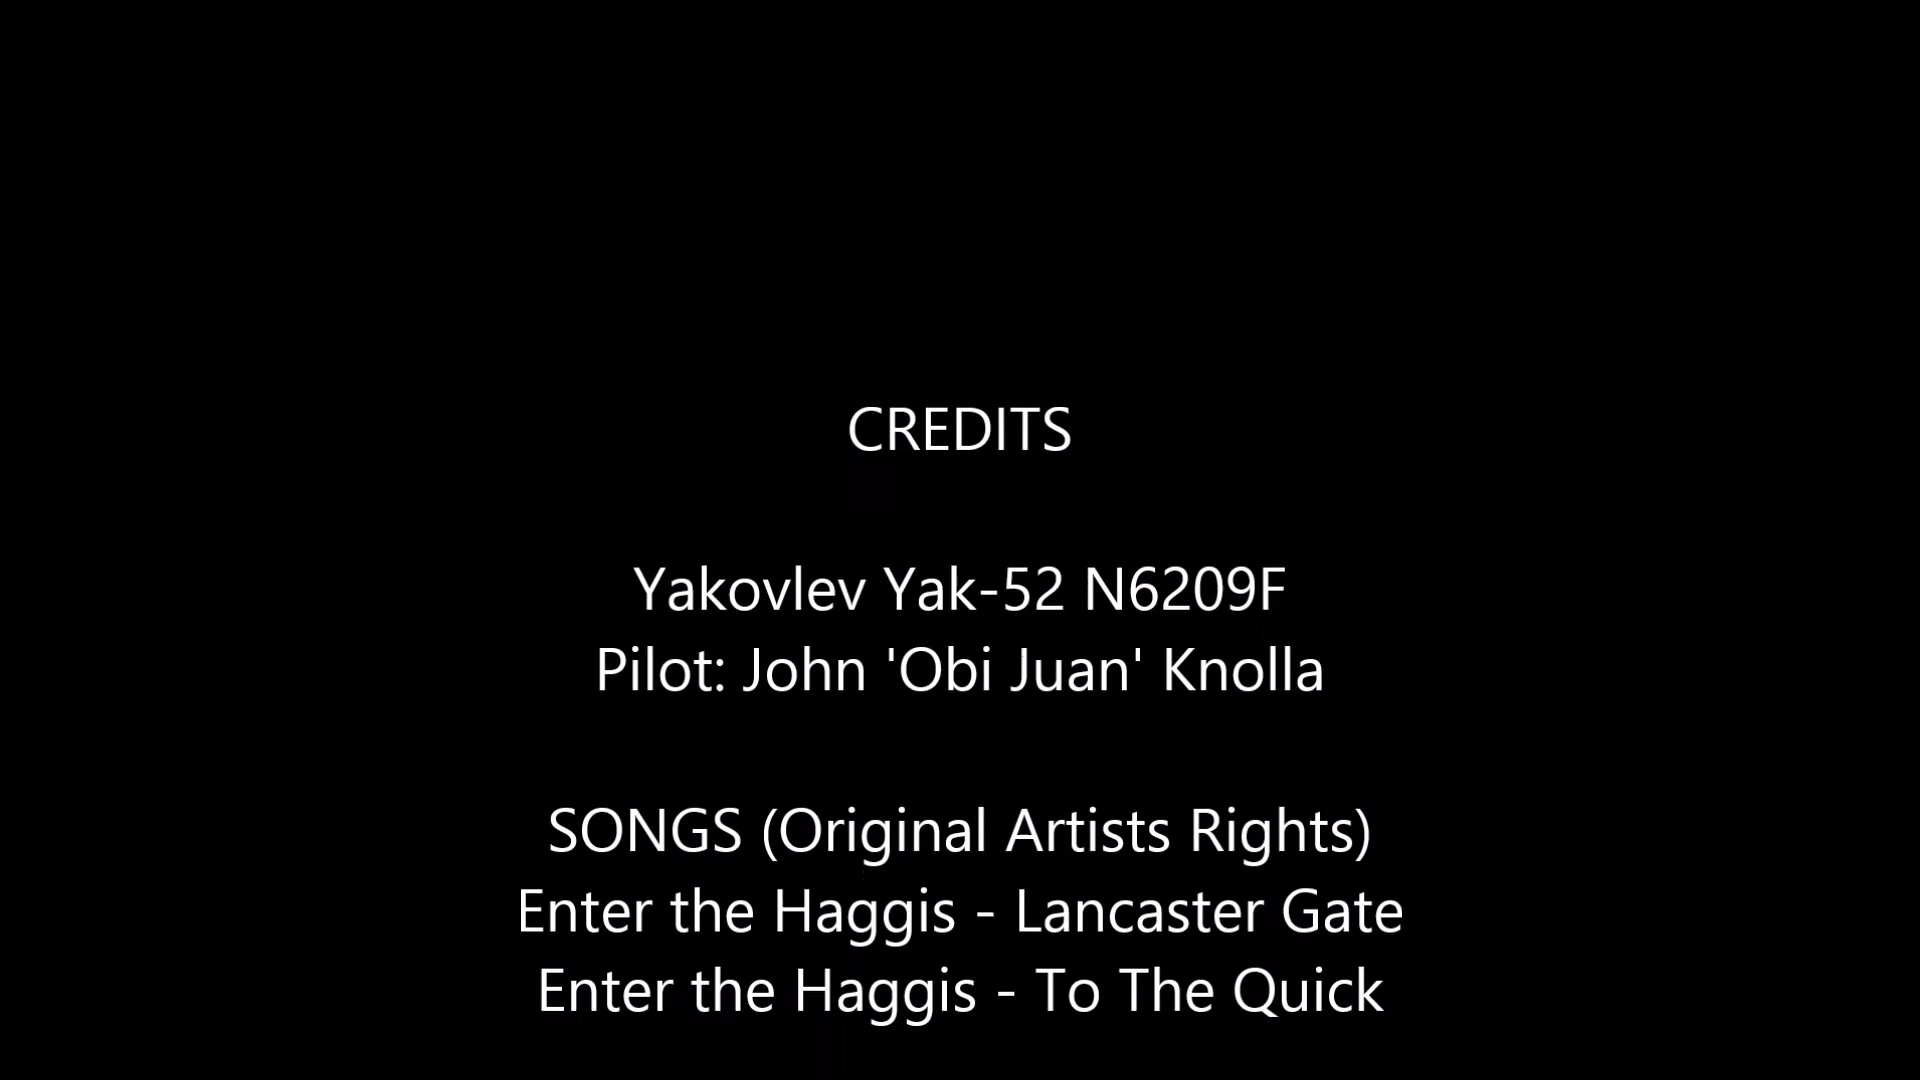 CREDITS
Yakovlev Yak-52 N6209F
Pilot: John 'Obi Juan' Knolla
SONGS (Original Artists Rights)
Enter the Haggis - Lancaster Gate
Enter the Haggis - To The Quick